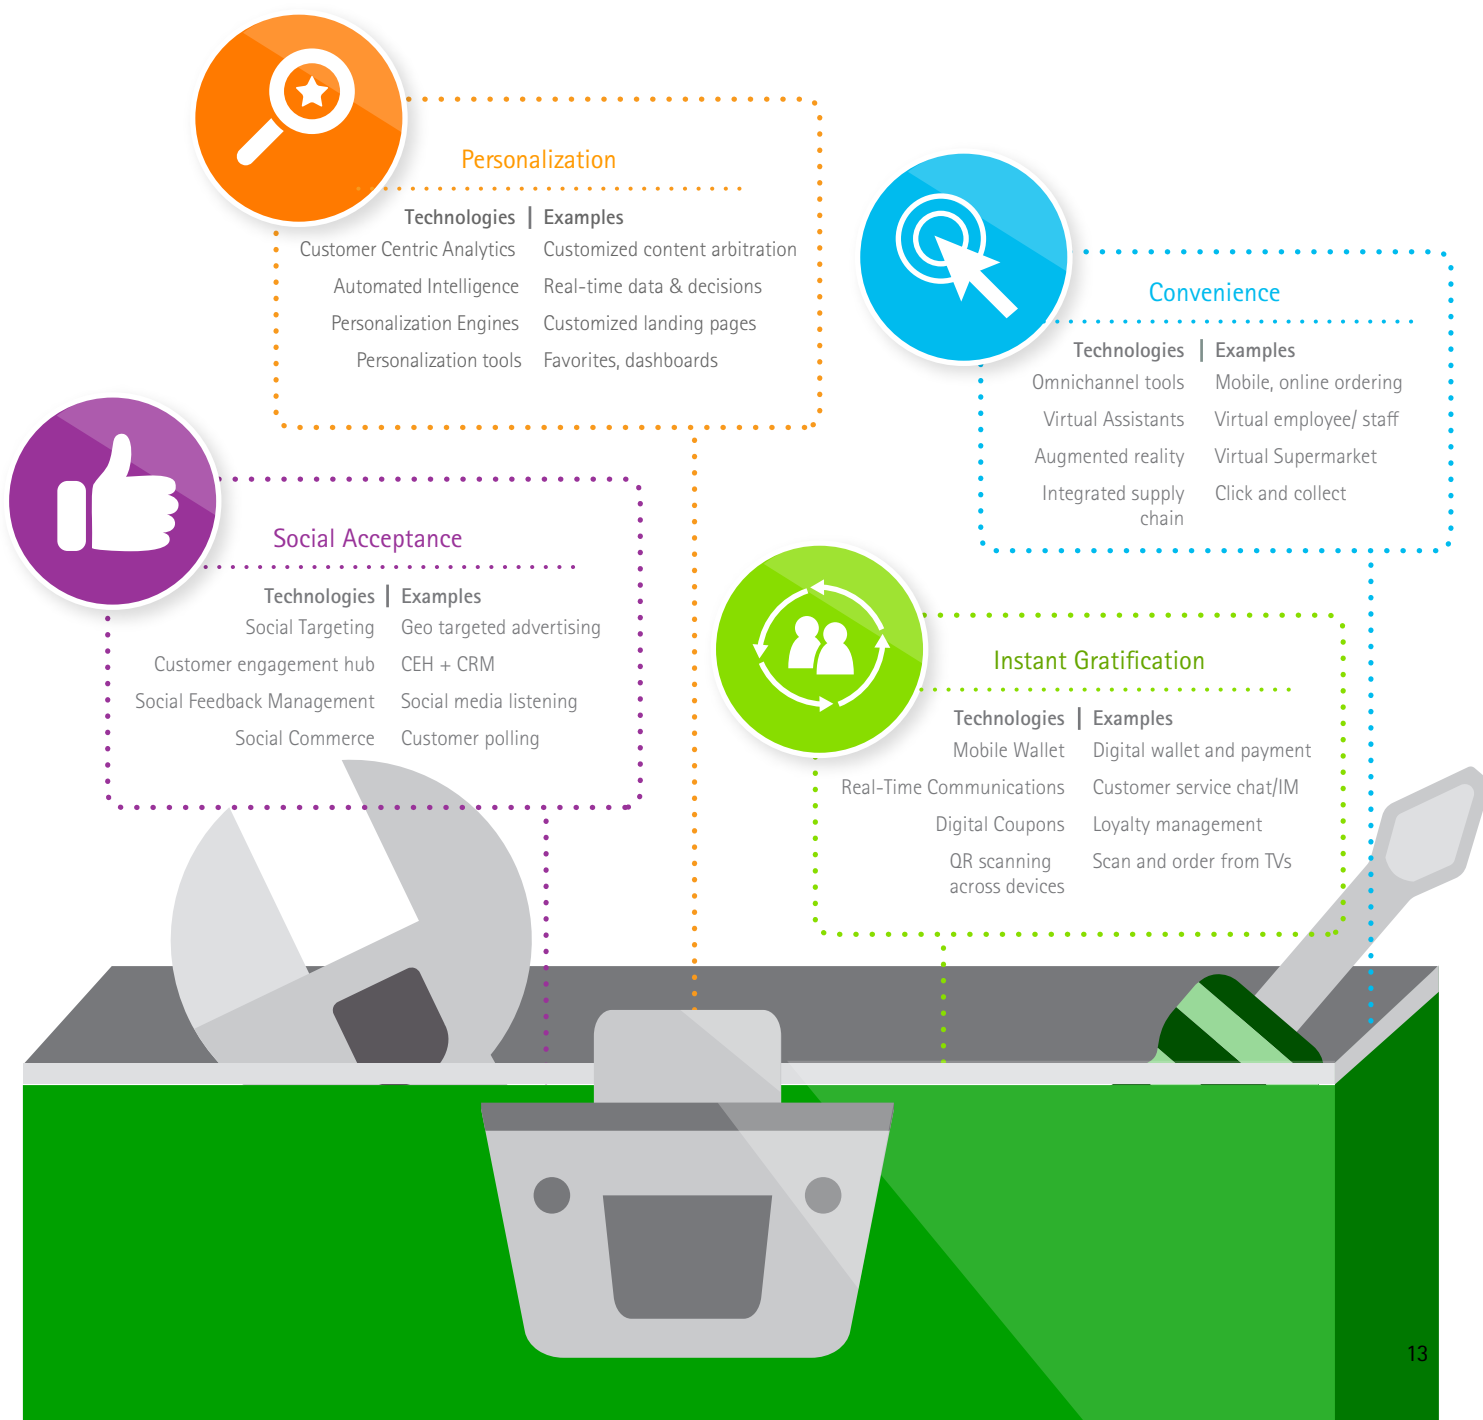 Personalization
Technologies | Examples
Customer Centric Analytics Customized content arbitration
Automated Intelligence Real-time data & decisions
Personalization Engines Customized landing pages
Personalization tools Favorites, dashboards
Convenience
Technologies | Examples
Omnichannel tools Mobile, online ordering
Virtual Assistants Virtual employee/ staff
Augmented reality Virtual Supermarket
Integrated supply Click and collect
chain
Social Acceptance
Technologies | Examples
Social Targeting Geo targeted advertising
Customer engagement hub CEH + CRM
Social Feedback Management Social media listening
Social Commerce Customer polling
Instant Gratification
Technologies | Examples
Mobile Wallet Digital wallet and payment
Real-Time Communications Customer service chat/IM
Digital Coupons Loyalty management
QR scanning Scan and order from TVs
across devices
13